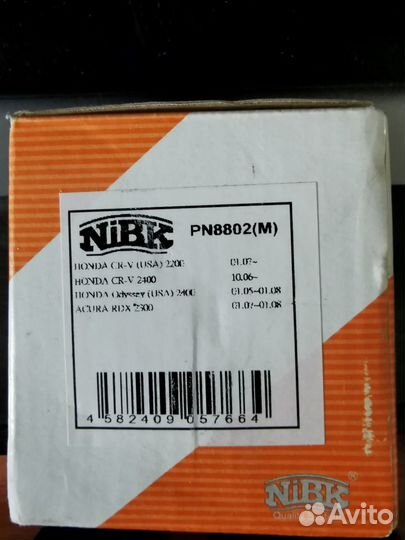 NiBK PN8802(M)
HONDA CR-V (USA) 2200 01.07~
HONDA CR-V 2400 10.06~
HONDA Odyssey (USA) 2400 01.05~01.08
ACURA RDX 2300 01.07~01.08
4 582409 057664
NiBK ®
Avito